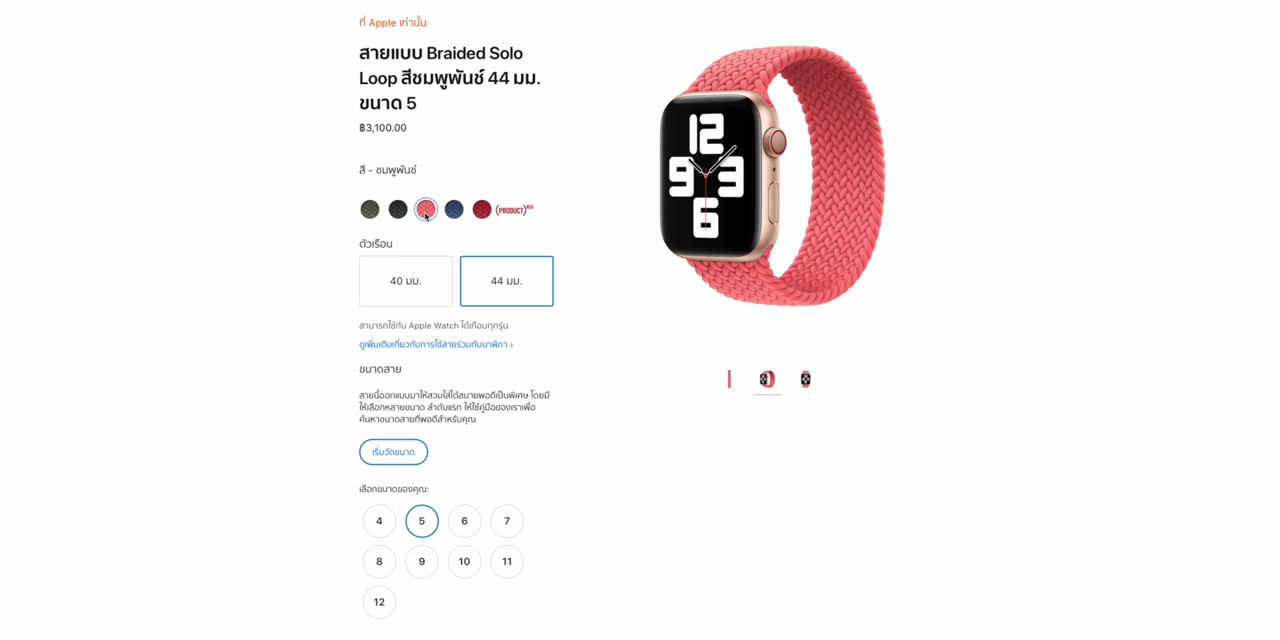 ที่ Apple เท่านั้น
สายแบบ Braided Solo
Loop สีชมพูพันช์ 44 มม.
ขนาด 5
฿3,100.00
สี - ชมพูพันช์
(PRODUCT)RED
ตัวเรือน
40 มม.
44 มม.
สามารถใช้กับ Apple Watch ได้เกือบทุกรุ่น
ดูเพิ่มเติมเกี่ยวกับการใช้สายร่วมกับนาฬิกา ›
ขนาดสาย
สายนี้ออกแบบมาให้สวมใส่ได้สบายพอดีเป็นพิเศษ โดยมี
ให้เลือกหลายขนาด ลำดับแรก ให้ใช้คู่มือของเราเพื่อ
ค้นหาขนาดสายที่พอดีสำหรับคุณ
เริ่มวัดขนาด
เลือกขนาดของคุณ:
4 5 6 7
8 9 10 11
12
12
9 3
6